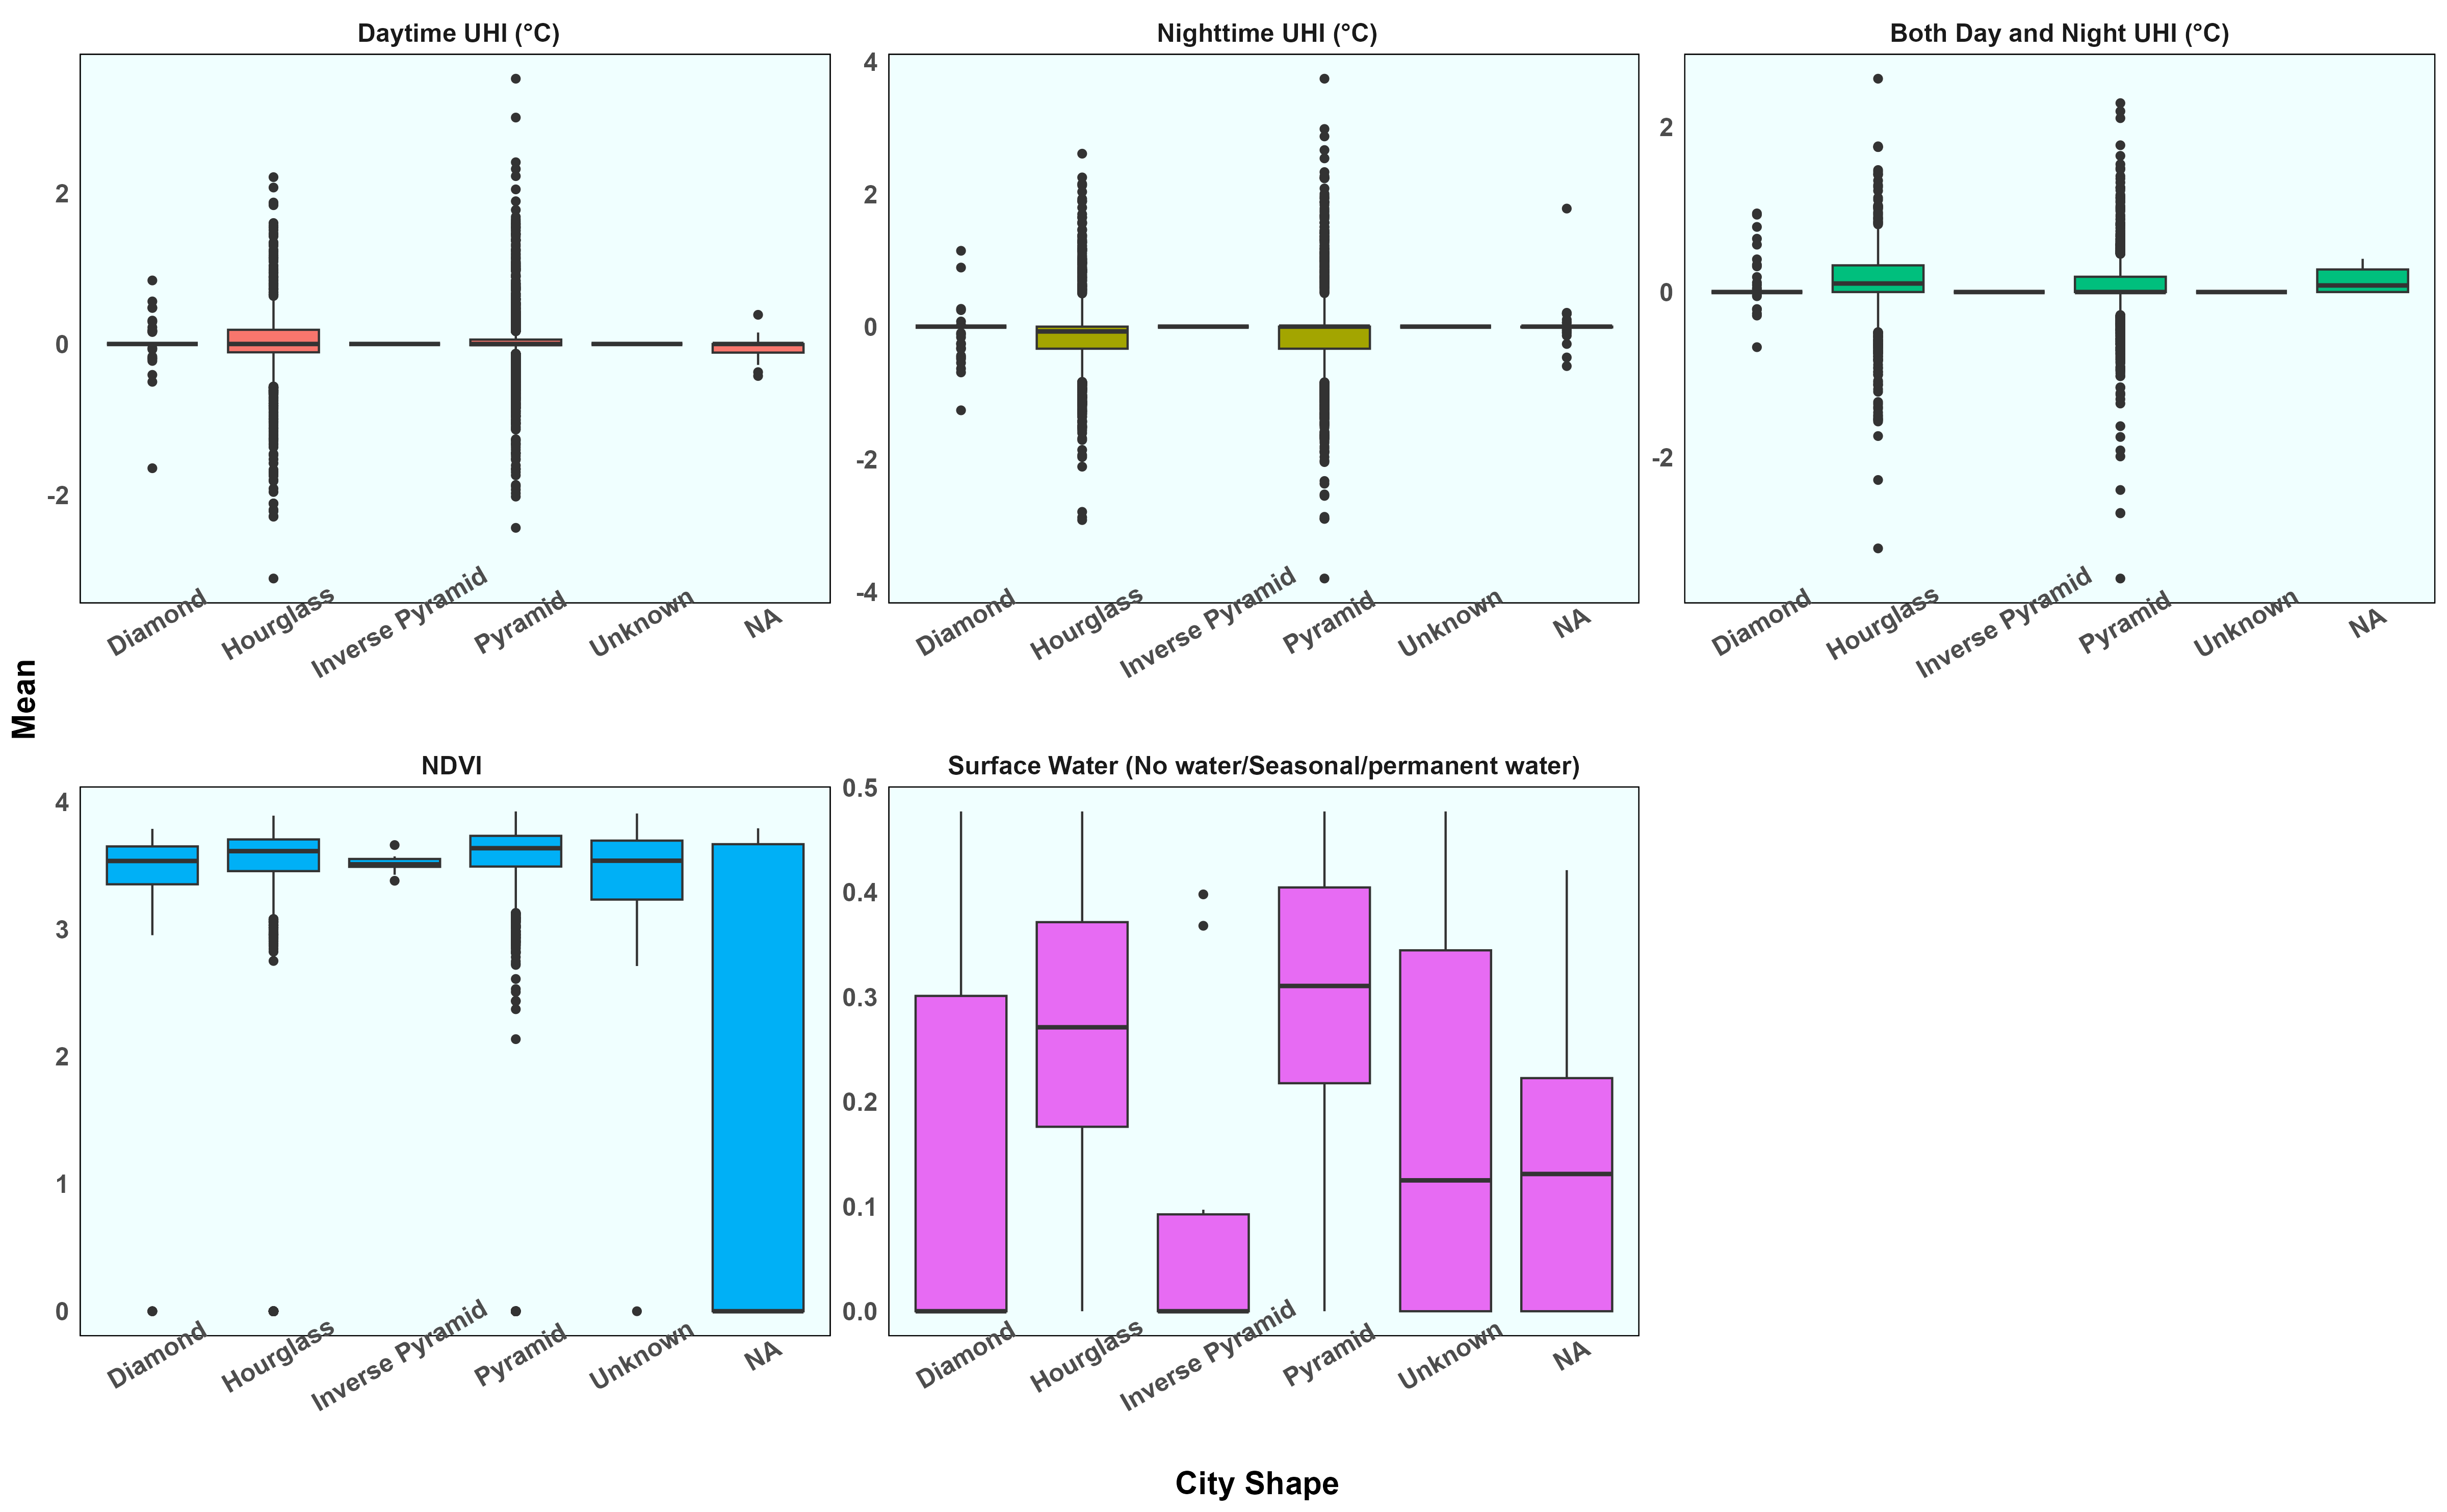 Daytime UHI (°C)
2
0
-2
Diamond
Hourglass
Inverse Pyramid
Pyramid
Unknown
NA
Nighttime UHI (°C)
4
2
0
-2
-4
Diamond
Hourglass
Inverse Pyramid
Pyramid
Unknown
NA
Both Day and Night UHI (°C)
2
0
-2
Diamond
Hourglass
Inverse Pyramid
Pyramid
Unknown
NA
Mean
NDVI
4
3
2
1
0
Diamond
Hourglass
Inverse Pyramid
Pyramid
Unknown
NA
Surface Water (No water/Seasonal/permanent water)
0.5
0.4
0.3
0.2
0.1
0.0
Diamond
Hourglass
Inverse Pyramid
Pyramid
Unknown
NA
City Shape